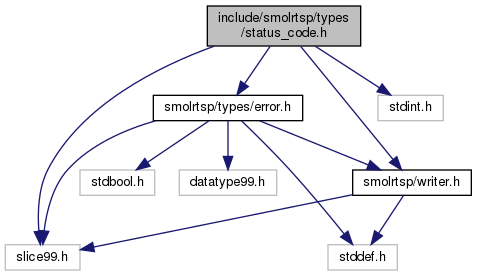 include/smolrtsp/types
/status_code.h
smolrtsp/types/error.h
stdint.h
stdbool.h
datatype99.h
smolrtsp/writer.h
slice99.h
stddef.h